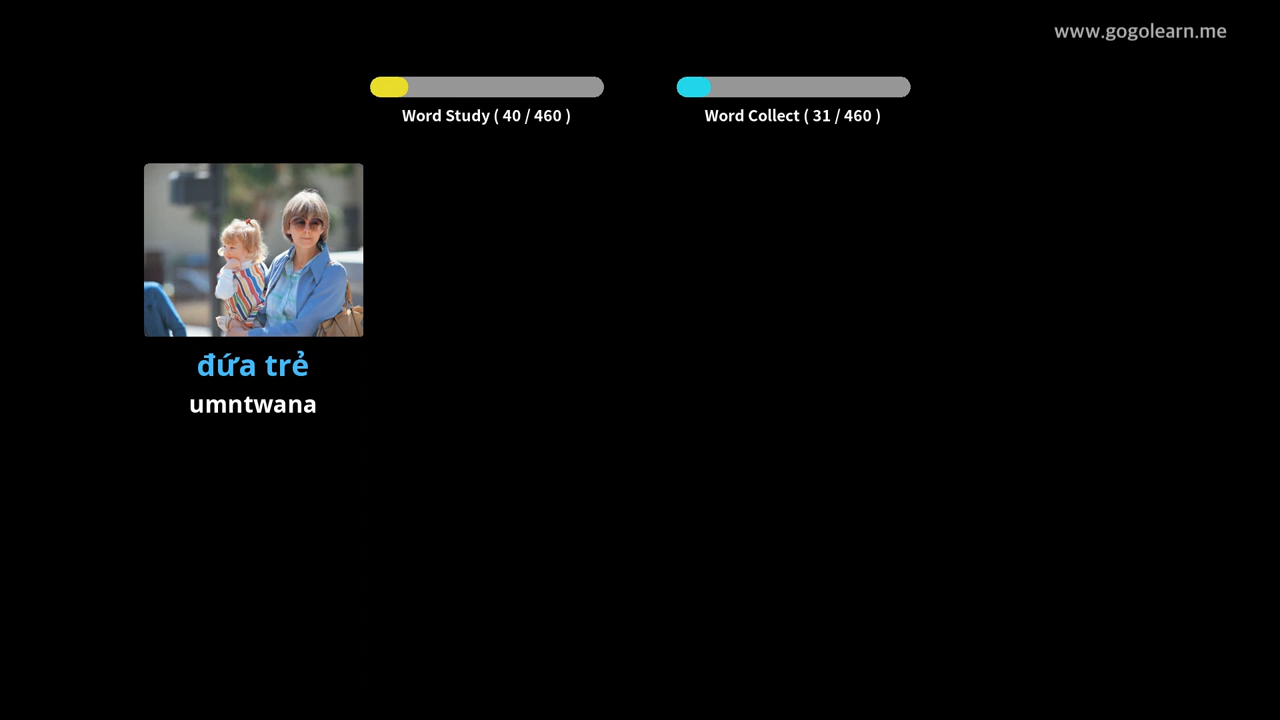 www.gogolearn.me
Word Study ( 40 / 460 )
Word Collect ( 31 / 460 )
đứa trẻ
umntwana